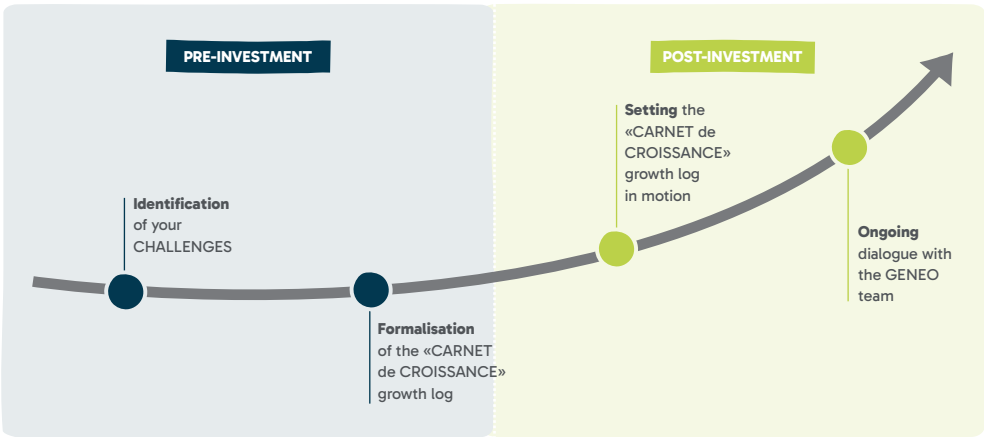 PRE-INVESTMENT
POST-INVESTMENT
Identification
of your
CHALLENGES
Formalisation
of the «CARNET
de CROISSANCE»
growth log
Setting the
«CARNET de
CROISSANCE»
growth log
in motion
Ongoing
dialogue with
the GENEO
team